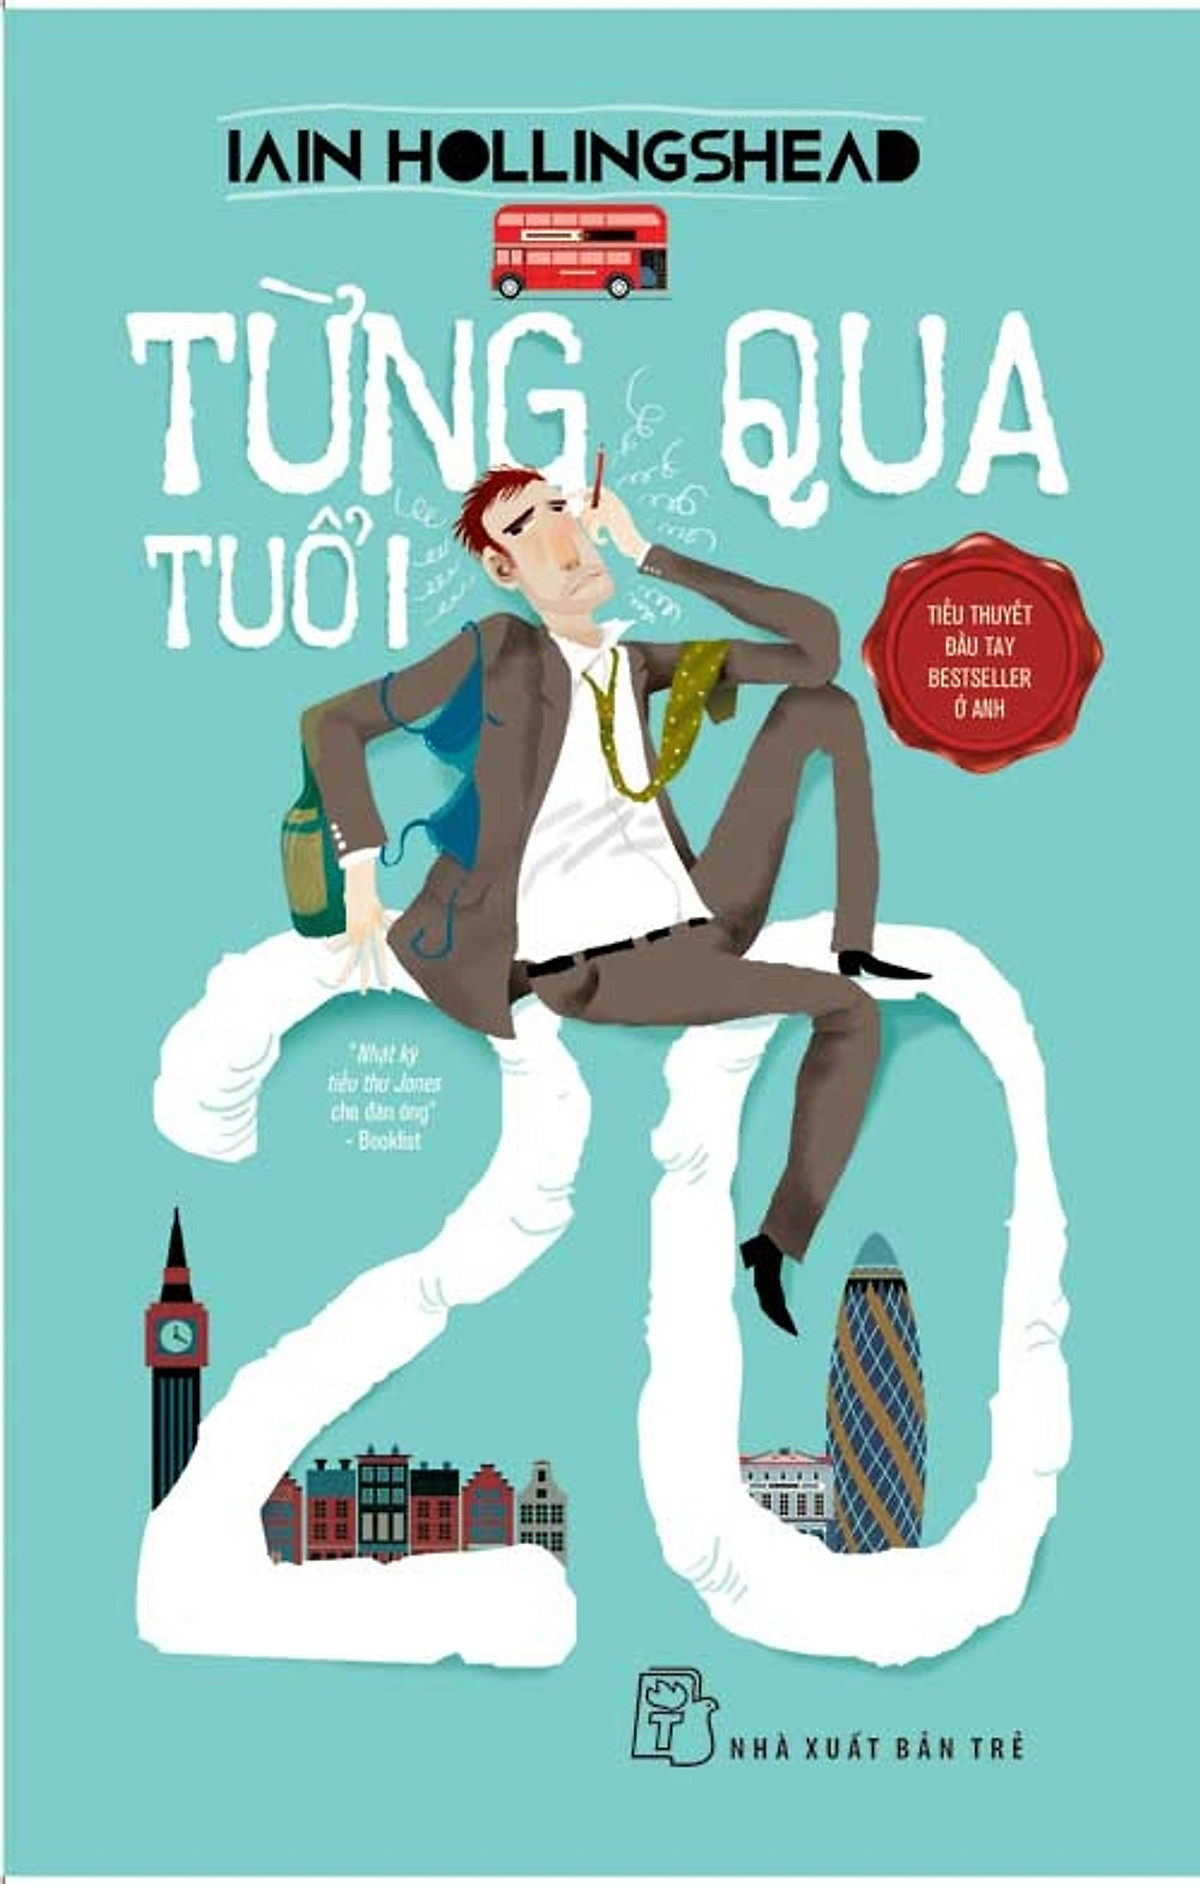 IAIN HOLLINGSHEAD
TỪNG QUA
TUỔI
TIỂU THUYẾT
ĐẦU TAY
BESTSELLER
Ở ANH
20
"Nhật ký
tiểu thư Jones
cho đàn ông"
- Booklist
T
NHÀ XUẤT BẢN TRẺ